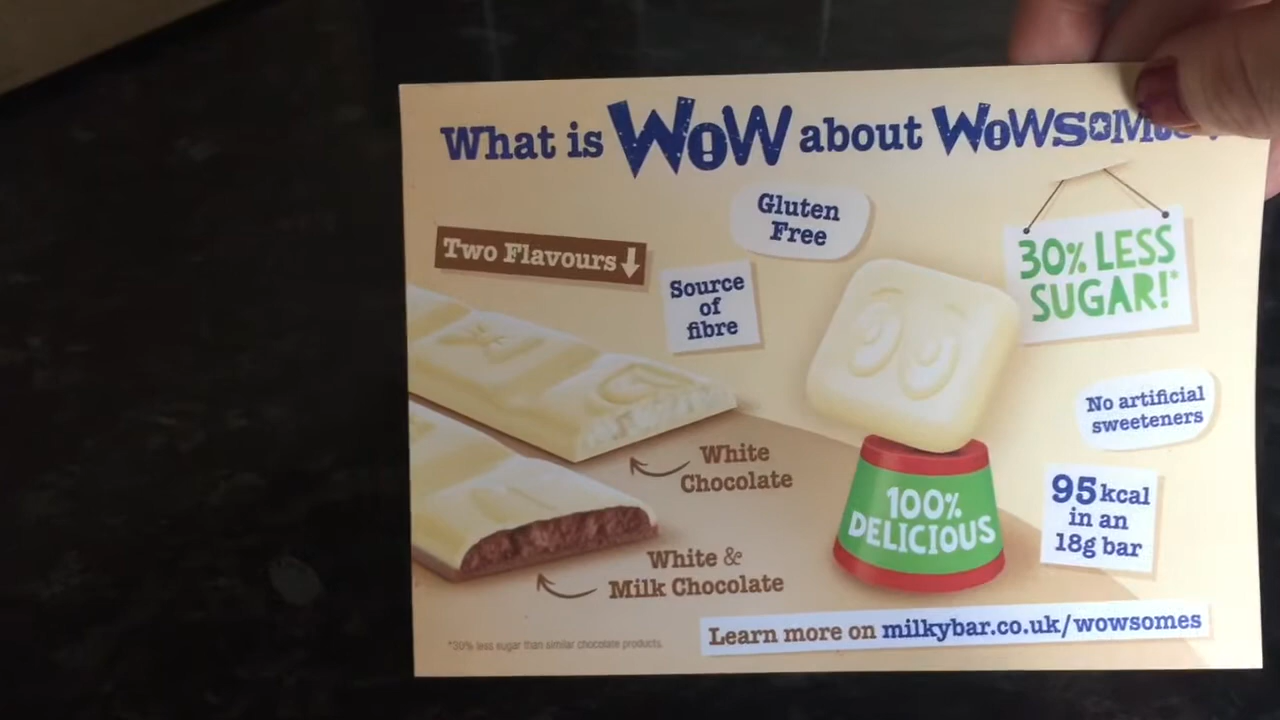 What is WOW about WOWSOMES?
Two Flavours
Gluten
Free
Source
of
fibre
30% LESS
SUGAR!*
No artificial
sweeteners
White
Chocolate
95kcal
in an
18g bar
100%
DELICIOUS
White &
Milk Chocolate
Learn more on milkybar.co.uk/wowsomes
*30% less sugar than similar chocolate products.